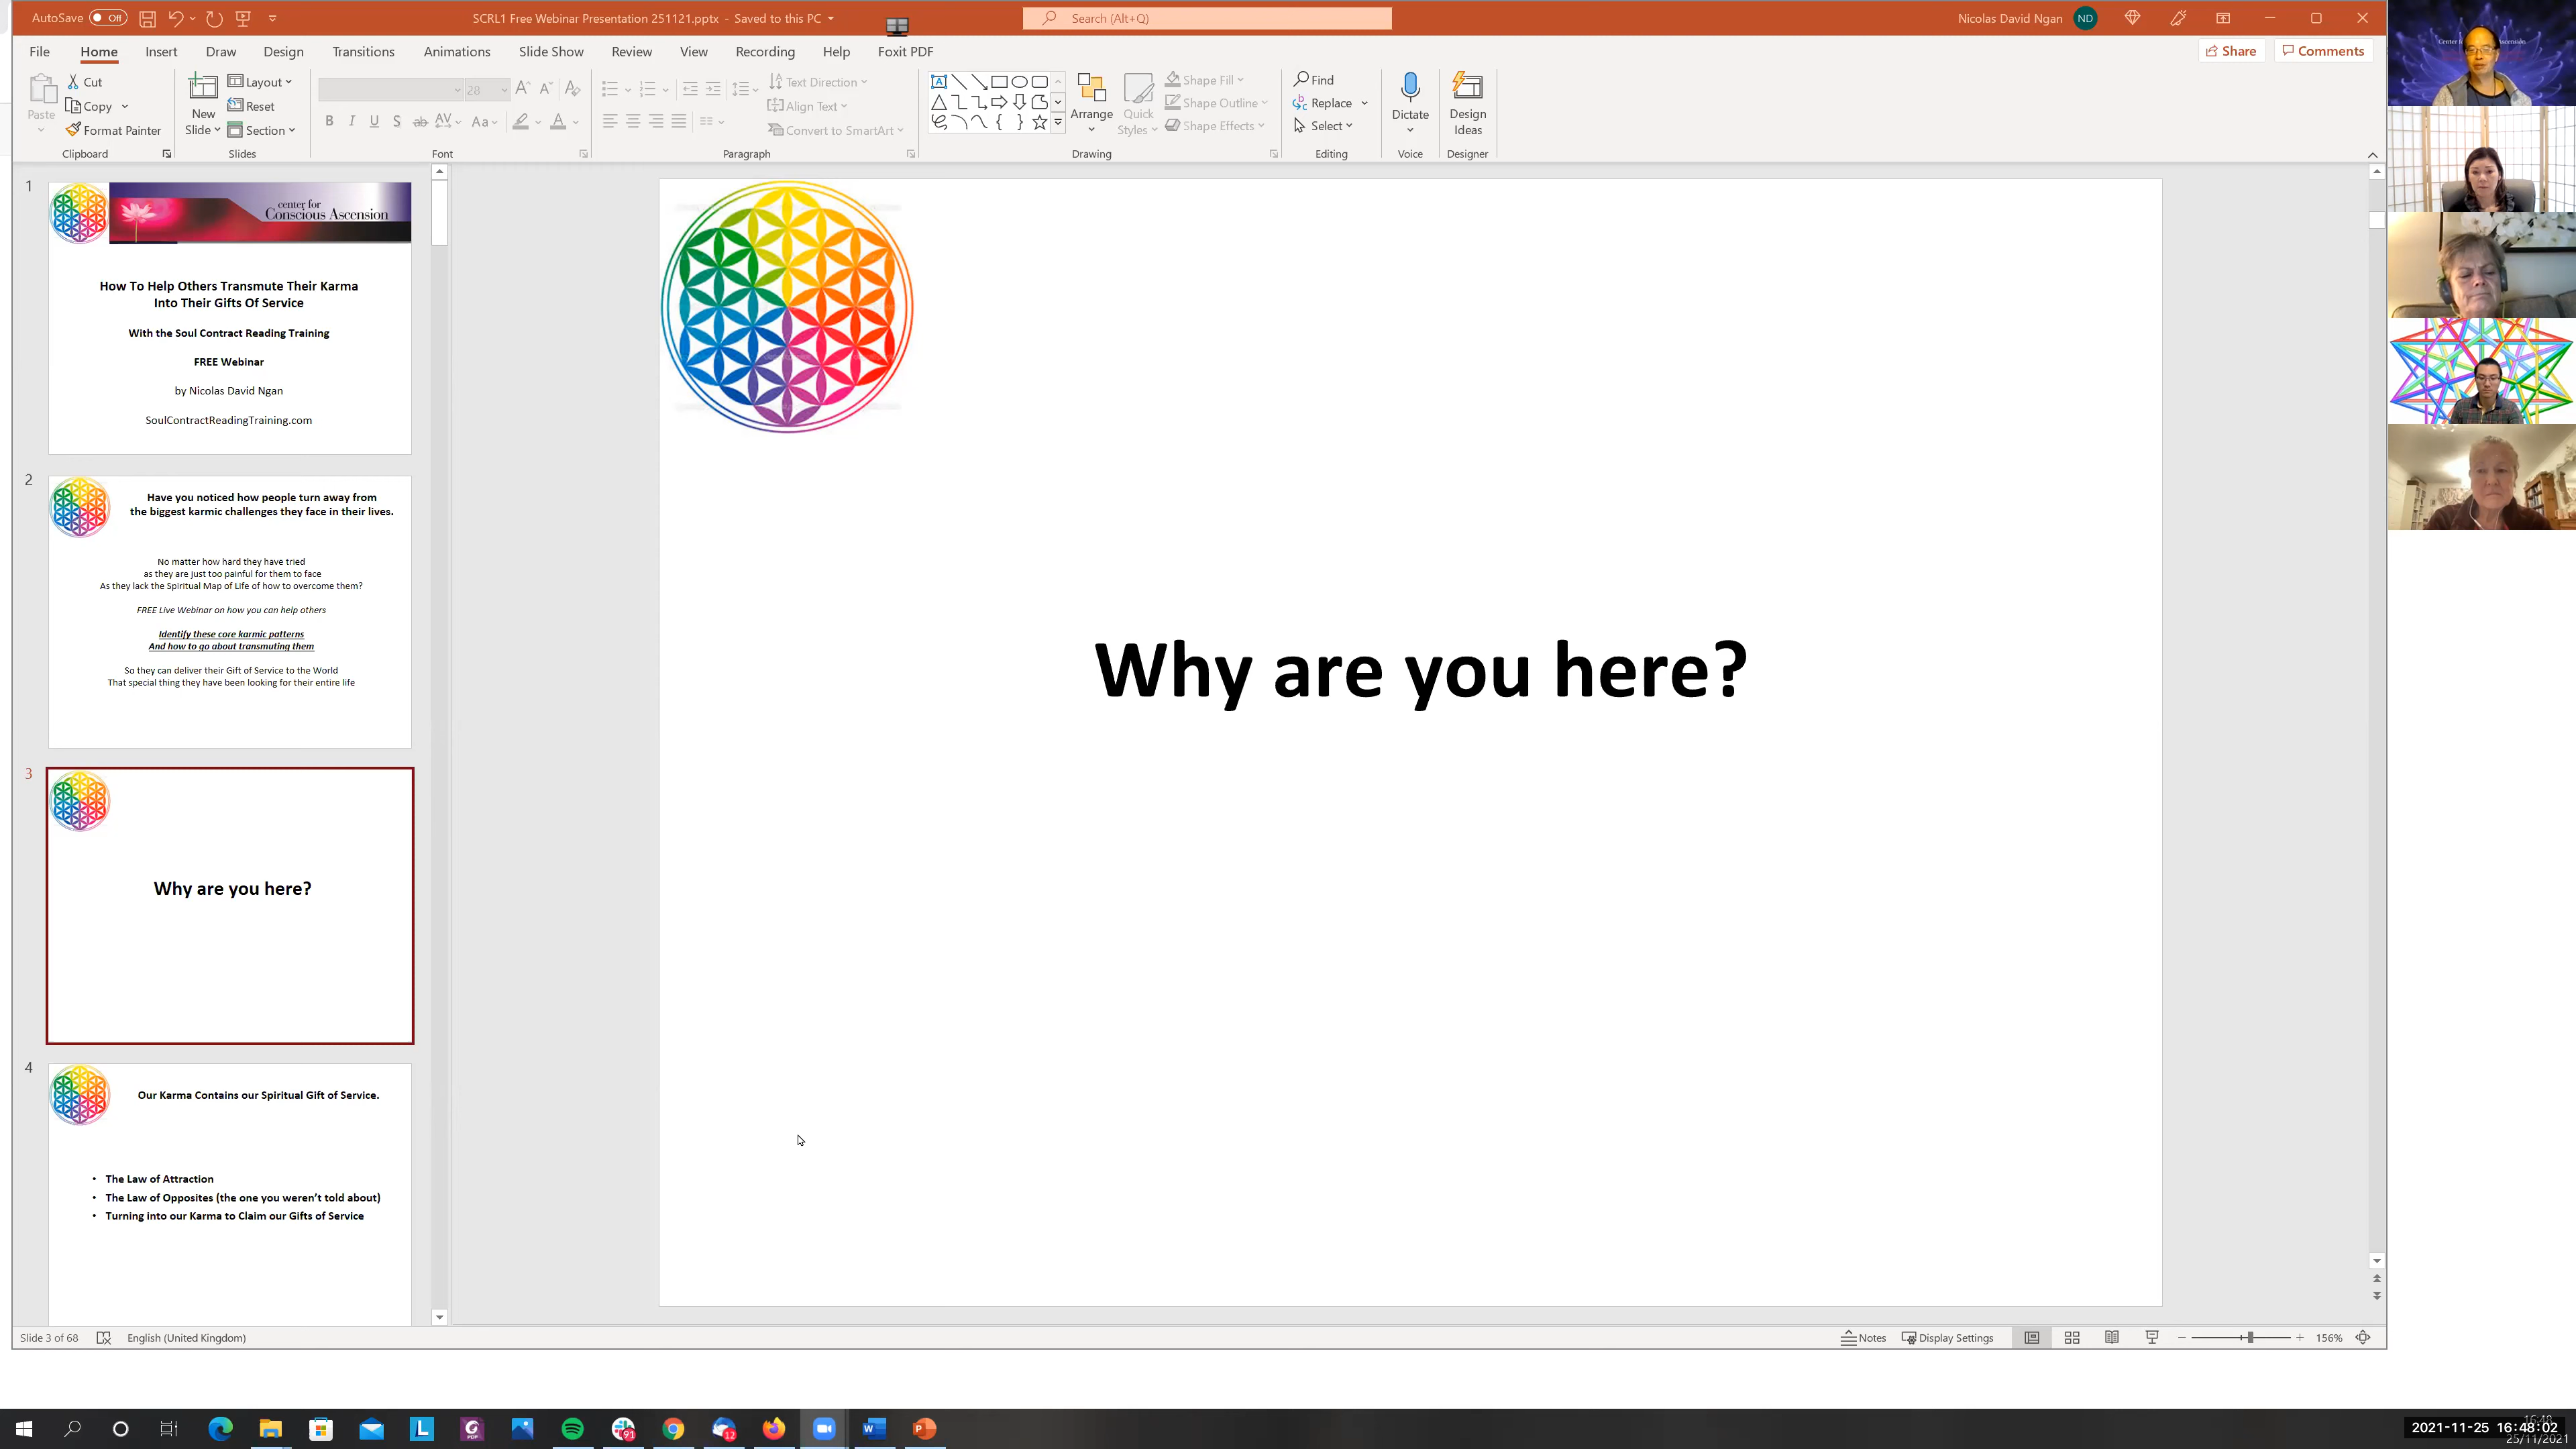 AutoSave Off
SCRL1 Free Webinar Presentation 251121.pptx - Saved to this PC
Search (Alt+Q)
Nicolas David Ngan ND
File Home Insert Draw Design Transitions Animations Slide Show Review View Recording Help Foxit PDF
Share Comments
Paste
Cut
Copy
Format Painter
Clipboard
New Slide
Layout
Reset
Section
Slides
28
B I U S ab AV Aa A
Font
Text Direction
Align Text
Convert to SmartArt
Paragraph
Arrange
Quick Styles
Shape Fill
Shape Outline
Shape Effects
Drawing
Find
Replace
Select
Editing
Dictate
Voice
Design Ideas
Designer
1
center for
Conscious Ascension
How To Help Others Transmute Their Karma
Into Their Gifts Of Service
With the Soul Contract Reading Training
FREE Webinar
by Nicolas David Ngan
SoulContractReadingTraining.com
2
Have you noticed how people turn away from
the biggest karmic challenges they face in their lives.
No matter how hard they have tried
as they are just too painful for them to face
As they lack the Spiritual Map of Life of how to overcome them?
FREE Live Webinar on how you can help others
Identify these core karmic patterns
And how to go about transmuting them
So they can deliver their Gift of Service to the World
That special thing they have been looking for their entire life
3
Why are you here?
4
Our Karma Contains our Spiritual Gift of Service.
• The Law of Attraction
• The Law of Opposites (the one you weren't told about)
• Turning into our Karma to Claim our Gifts of Service
Why are you here?
Slide 3 of 68
English (United Kingdom)
Notes
Display Settings
156%
91
12
2021-11-25 16:48:02
16:48
25/11/2021